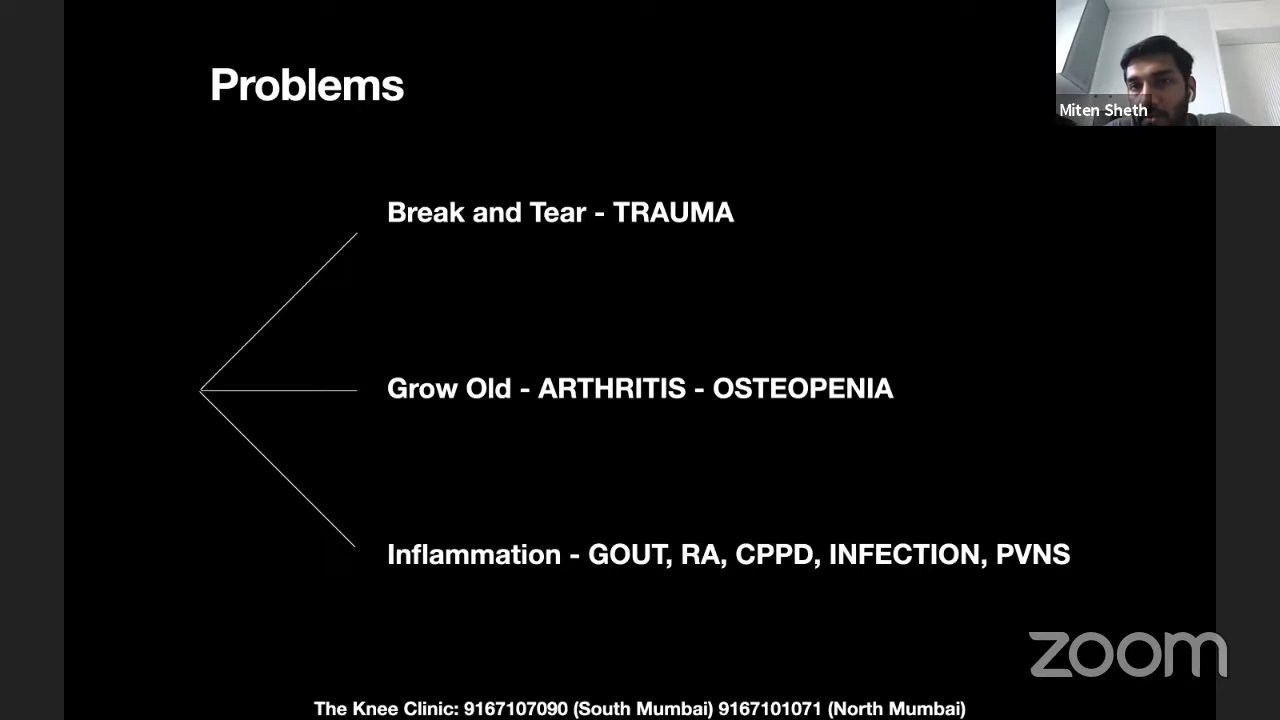 Problems
Miten Sheth
Break and Tear - TRAUMA
Grow Old - ARTHRITIS - OSTEOPENIA
Inflammation - GOUT, RA, CPPD, INFECTION, PVNS
zoom
The Knee Clinic: 9167107090 (South Mumbai) 9167101071 (North Mumbai)